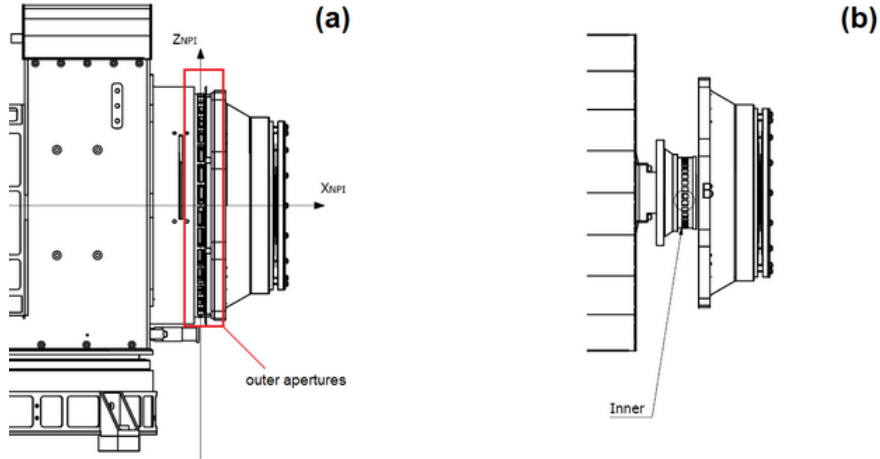 (a)
(b)
ZNPI
XNPI
B
outer apertures
Inner